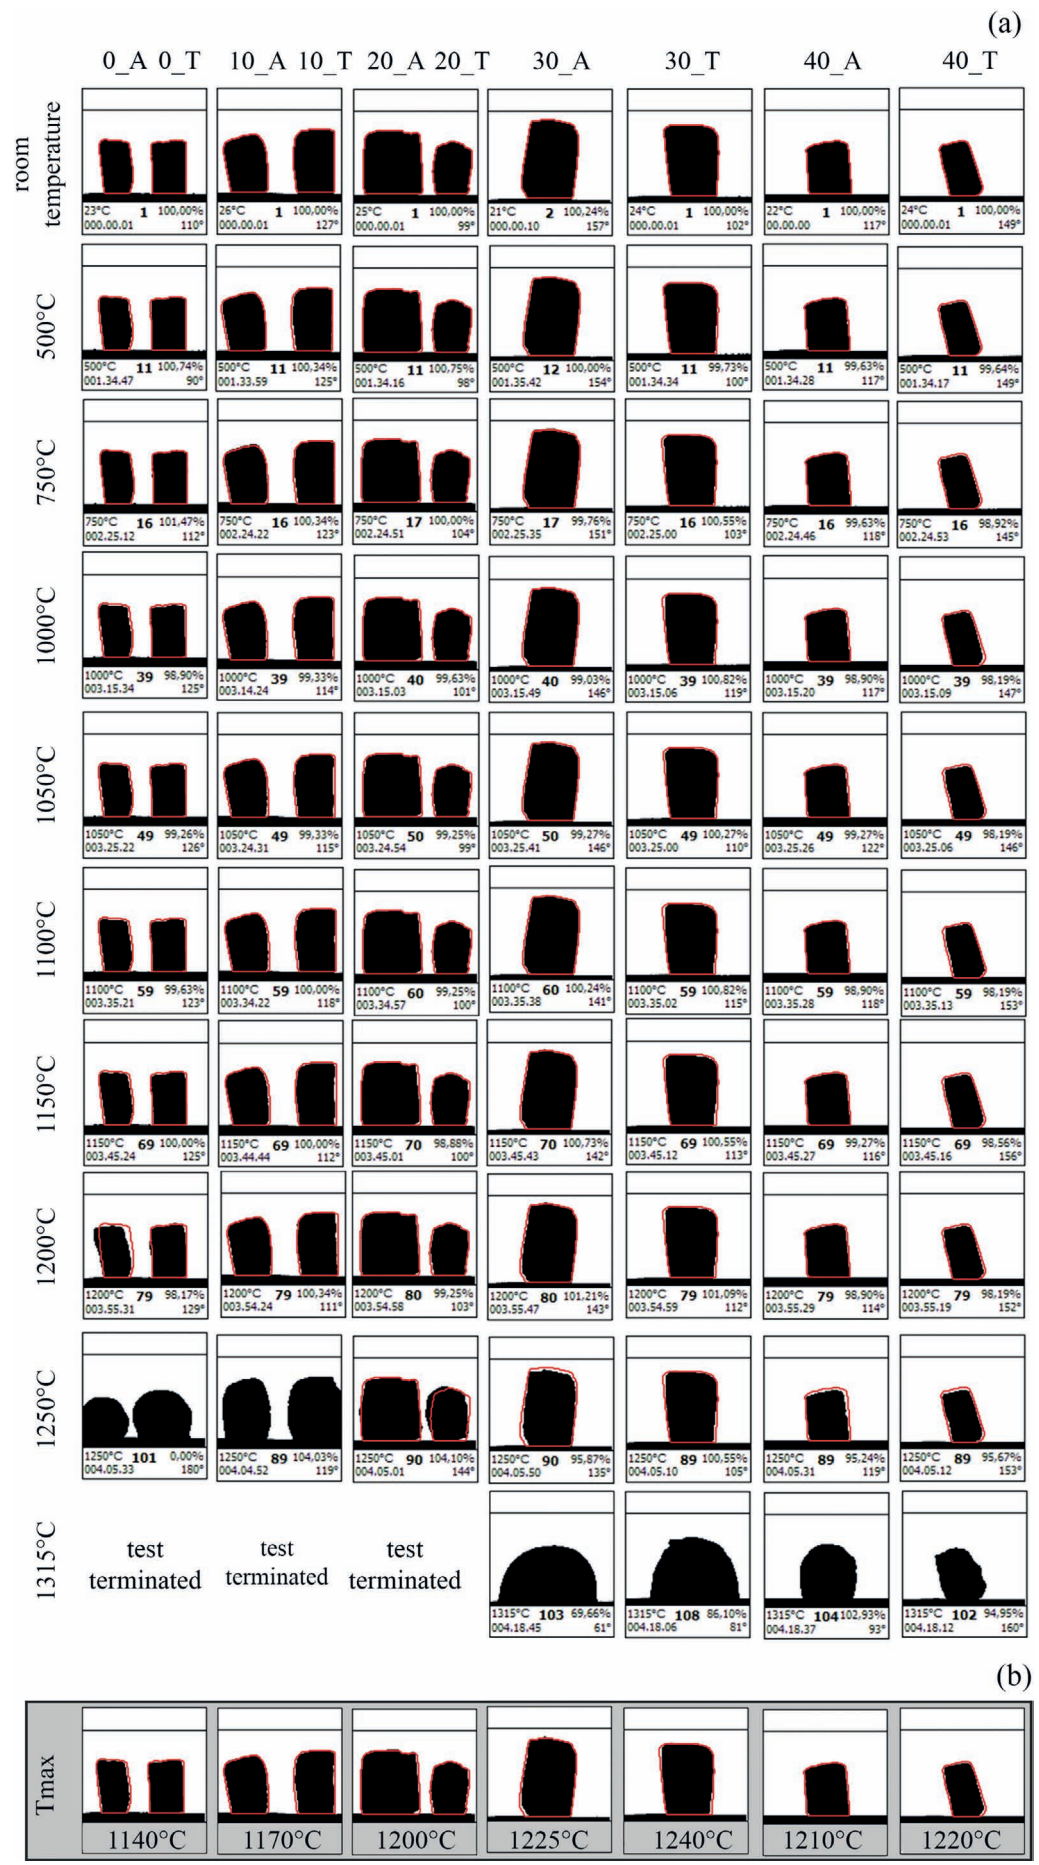 (a)
0_A 0_T 10_A 10_T 20_A 20_T 30_A 30_T 40_A 40_T
room
temperature
23°C 1 100,00% 26°C 1 100,00% 25°C 1 100,00% 21°C 2 100,24% 24°C 1 100,00% 22°C 1 100,00% 24°C 1 100,00%
000.00.01 110° 000.00.01 127° 000.00.01 99° 000.00.10 157° 000.00.01 102° 00.00.00 117° 000.00.01 149°
500°C
500°C 11 100,74% 500°C 11 100,34% 500°C 11 100,75% 500°C 12 100,00% 500°C 11 99,73% 500°C 11 99,63% 500°C 11 99,64%
001.34.47 90° 001.33.59 125° 001.34.16 98° 001.35.42 154° 001.34.34 100° 001.34.28 117° 001.34.17 149°
750°C
750°C 16 101,47% 750°C 16 100,34% 750°C 17 100,00% 750°C 17 99,76% 750°C 16 100,55% 750°C 16 99,63% 750°C 16 98,92%
002.25.12 112° 002.24.22 123° 002.24.51 104° 002.25.35 151° 002.25.00 103° 002.24.46 118° 002.24.53 145°
1000°C
1000°C 39 98,90% 1000°C 39 99,33% 1000°C 40 99,63% 1000°C 40 99,03% 1000°C 39 100,82% 1000°C 39 98,90% 1000°C 39 98,19%
003.15.34 125° 003.14.24 114° 003.15.03 101° 003.15.49 146° 003.15.06 119° 003.15.20 117° 003.15.09 147°
1050°C
1050°C 49 99,26% 1050°C 49 99,33% 1050°C 50 99,25% 1050°C 50 99,27% 1050°C 49 100,27% 1050°C 49 99,27% 1050°C 49 98,19%
003.25.22 126° 003.24.31 115° 003.24.54 99° 003.25.41 146° 003.25.00 110° 003.25.26 122° 003.25.06 146°
1100°C
1100°C 59 99,63% 1100°C 59 100,00% 1100°C 60 99,25% 1100°C 60 100,24% 1100°C 59 100,82% 1100°C 59 98,90% 1100°C 59 98,19%
003.35.21 123° 003.34.22 118° 003.34.57 100° 003.35.38 141° 003.35.02 115° 003.35.28 118° 003.35.13 153°
1150°C
1150°C 69 100,00% 1150°C 69 100,00% 1150°C 70 98,88% 1150°C 70 100,73% 1150°C 69 100,55% 1150°C 69 99,27% 1150°C 69 98,56%
003.45.24 125° 003.44.44 112° 003.45.01 100° 003.45.43 142° 003.45.12 113° 003.45.27 116° 003.45.16 156°
1200°C
1200°C 79 98,17% 1200°C 79 100,34% 1200°C 80 99,25% 1200°C 80 101,21% 1200°C 79 101,09% 1200°C 79 98,90% 1200°C 79 98,19%
003.55.31 129° 003.54.24 111° 003.54.58 103° 003.55.47 143° 003.54.59 112° 003.55.29 114° 003.55.19 152°
1250°C
1250°C 101 0,00% 1250°C 89 104,03% 1250°C 90 104,10% 1250°C 90 95,87% 1250°C 89 100,55% 1250°C 89 95,24% 1250°C 89 95,67%
004.05.33 180° 004.04.52 119° 004.05.01 144° 004.05.50 135° 004.05.10 105° 004.05.31 119° 004.05.12 153°
1315°C
test test test
terminated terminated terminated
1315°C 103 69,66% 1315°C 108 86,10% 1315°C 104 102,93% 1315°C 102 94,95%
004.18.45 61° 004.18.06 81° 004.18.37 93° 004.18.12 160°
(b)
Tmax
1140°C 1170°C 1200°C 1225°C 1240°C 1210°C 1220°C